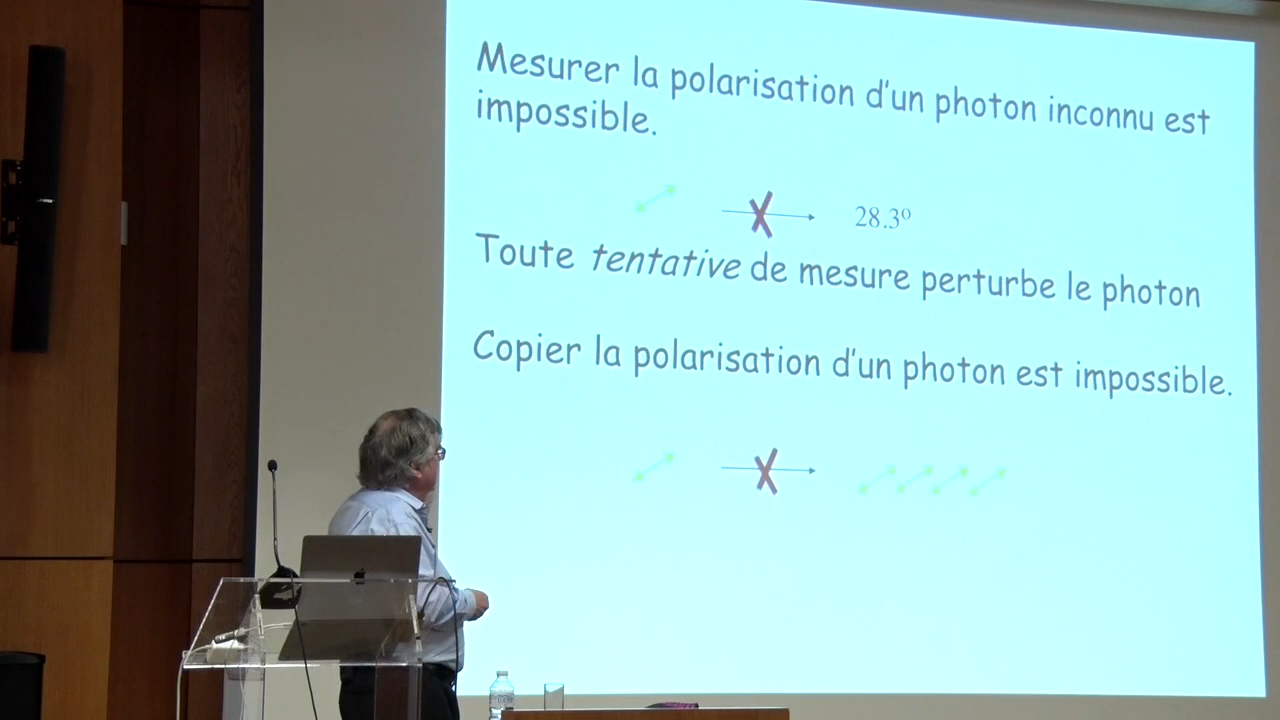 Mesurer la polarisation d'un photon inconnu est
impossible.
28.3º
Toute tentative de mesure perturbe le photon
Copier la polarisation d'un photon est impossible.